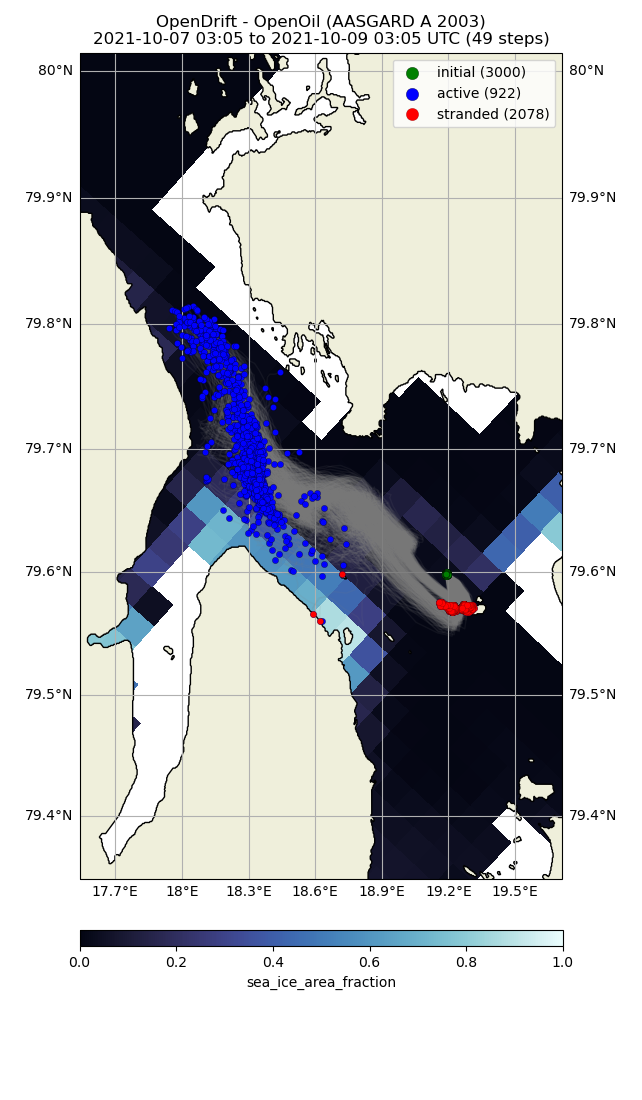 OpenDrift - OpenOil (AASGARD A 2003)
2021-10-07 03:05 to 2021-10-09 03:05 UTC (49 steps)
initial (3000)
active (922)
stranded (2078)
80°N 80°N
79.9°N 79.9°N
79.8°N 79.8°N
79.7°N 79.7°N
79.6°N 79.6°N
79.5°N 79.5°N
79.4°N 79.4°N
17.7°E 18°E 18.3°E 18.6°E 18.9°E 19.2°E 19.5°E
0.0 0.2 0.4 0.6 0.8 1.0
sea_ice_area_fraction